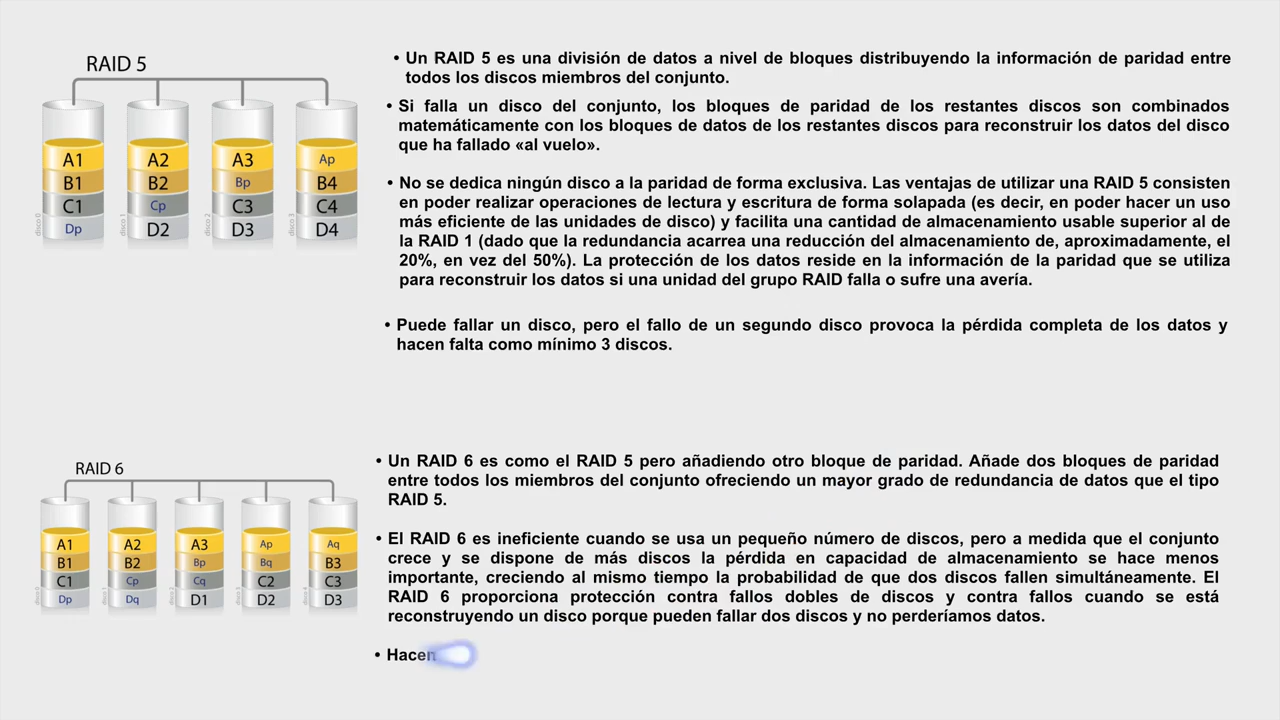 RAID 5
A1 A2 A3 Ap
B1 B2 Bp B4
C1 Cp C3 C4
Dp D2 D3 D4
disco 0 disco 1 disco 2 disco 3
• Un RAID 5 es una división de datos a nivel de bloques distribuyendo la información de paridad entre
todos los discos miembros del conjunto.
• Si falla un disco del conjunto, los bloques de paridad de los restantes discos son combinados
matemáticamente con los bloques de datos de los restantes discos para reconstruir los datos del disco
que ha fallado «al vuelo».
• No se dedica ningún disco a la paridad de forma exclusiva. Las ventajas de utilizar una RAID 5 consisten
en poder realizar operaciones de lectura y escritura de forma solapada (es decir, en poder hacer un uso
más eficiente de las unidades de disco) y facilita una cantidad de almacenamiento usable superior al de
la RAID 1 (dado que la redundancia acarrea una reducción del almacenamiento de, aproximadamente, el
20%, en vez del 50%). La protección de los datos reside en la información de la paridad que se utiliza
para reconstruir los datos si una unidad del grupo RAID falla o sufre una avería.
• Puede fallar un disco, pero el fallo de un segundo disco provoca la pérdida completa de los datos y
hacen falta como mínimo 3 discos.
RAID 6
A1 A2 A3 Ap Aq
B1 B2 Bp Bq B3
C1 Cp Cq C2 C3
Dp Dq D1 D2 D3
• Un RAID 6 es como el RAID 5 pero añadiendo otro bloque de paridad. Añade dos bloques de paridad
entre todos los miembros del conjunto ofreciendo un mayor grado de redundancia de datos que el tipo
RAID 5.
• El RAID 6 es ineficiente cuando se usa un pequeño número de discos, pero a medida que el conjunto
crece y se dispone de más discos la pérdida en capacidad de almacenamiento se hace menos
importante, creciendo al mismo tiempo la probabilidad de que dos discos fallen simultáneamente. El
RAID 6 proporciona protección contra fallos dobles de discos y contra fallos cuando se está
reconstruyendo un disco porque pueden fallar dos discos y no perderíamos datos.
• Hacen